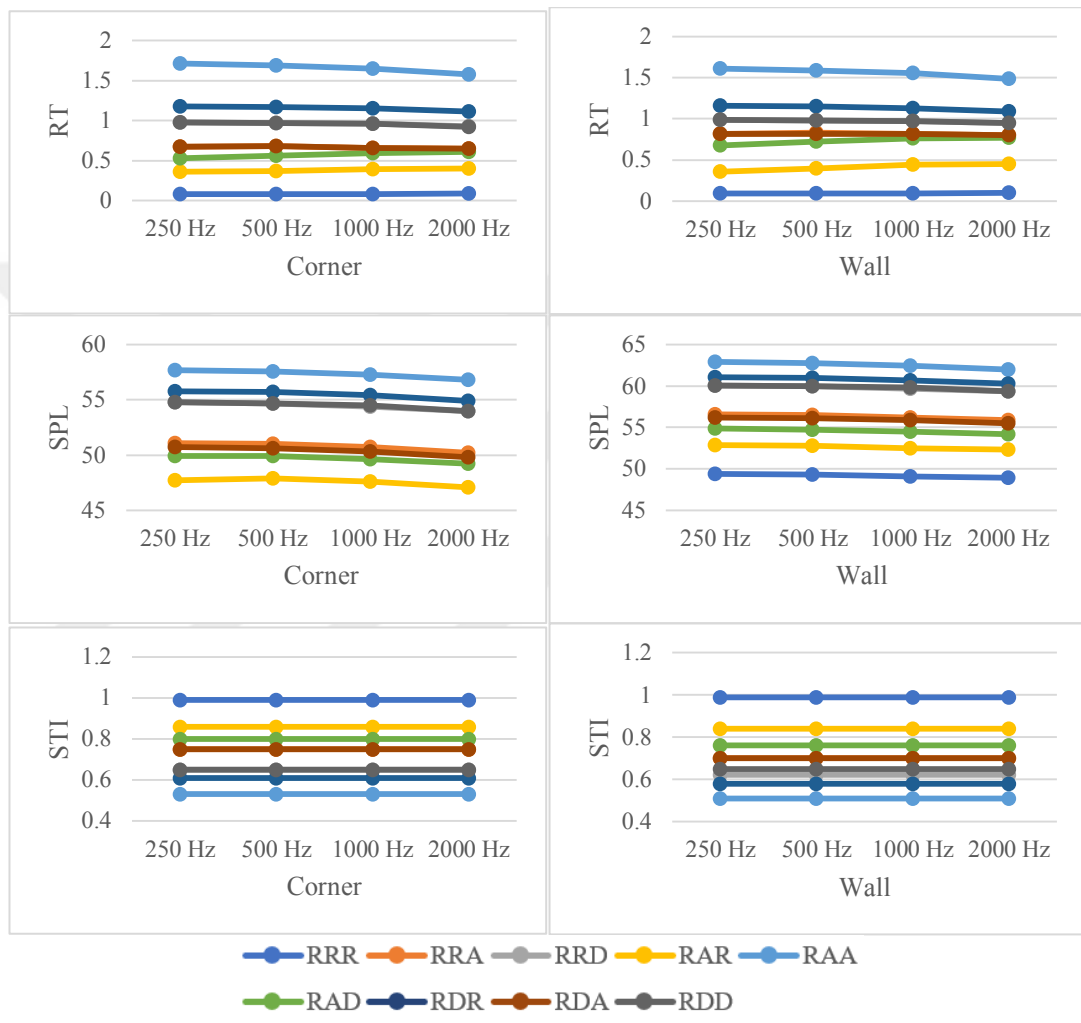 2
1.5
1
0.5
0
RT
250 Hz 500 Hz 1000 Hz 2000 Hz
Corner
2
1.5
1
0.5
0
RT
250 Hz 500 Hz 1000 Hz 2000 Hz
Wall
60
55
50
45
SPL
250 Hz 500 Hz 1000 Hz 2000 Hz
Corner
65
60
55
50
45
SPL
250 Hz 500 Hz 1000 Hz 2000 Hz
Wall
1.2
1
0.8
0.6
0.4
STI
250 Hz 500 Hz 1000 Hz 2000 Hz
Corner
1.2
1
0.8
0.6
0.4
STI
250 Hz 500 Hz 1000 Hz 2000 Hz
Wall
RRR RRA RRD RAR RAA
RAD RDR RDA RDD